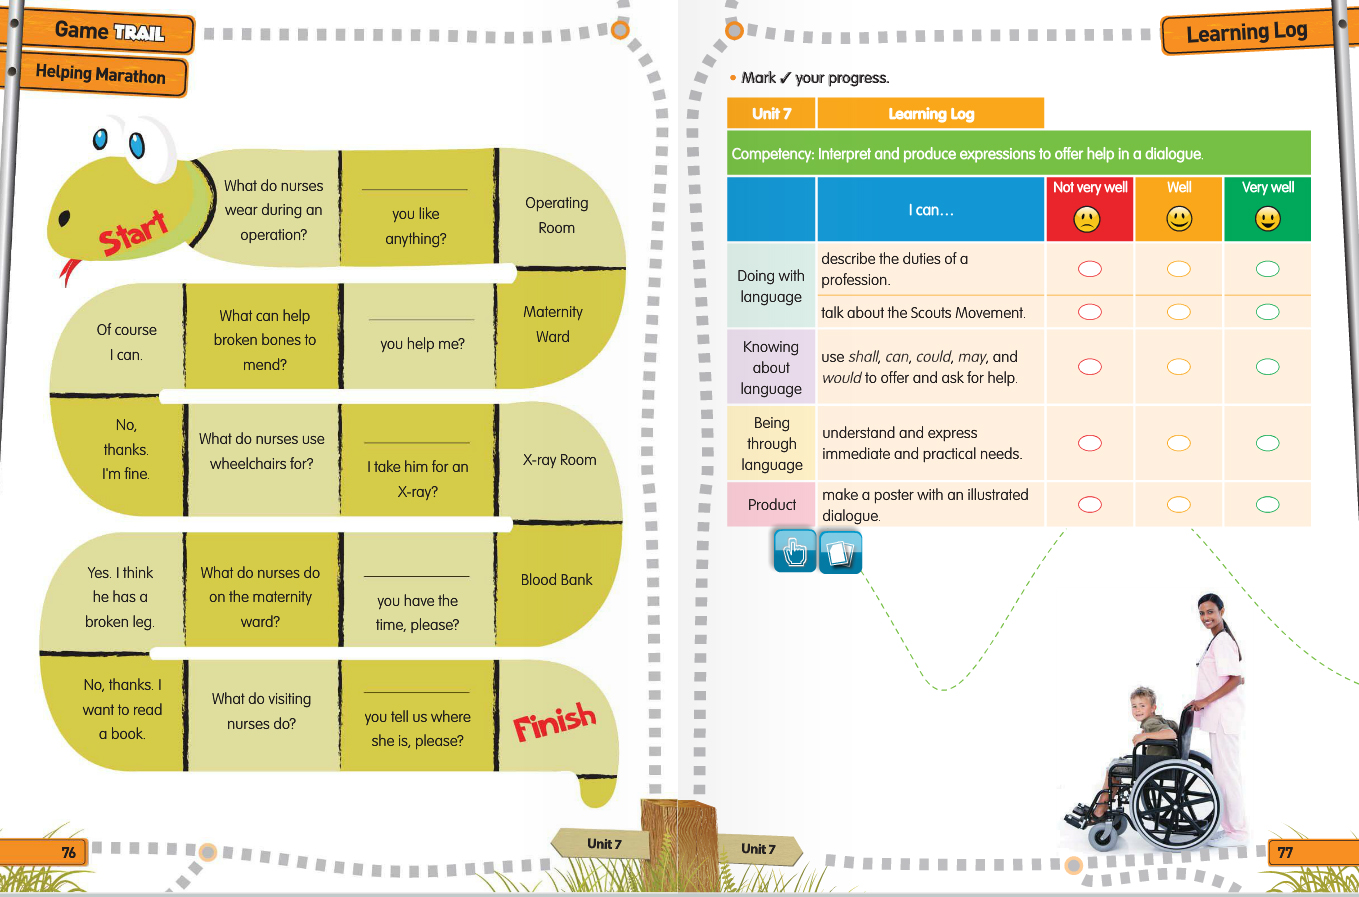 Game TRAIL
Helping Marathon
Start
What do nurses
wear during an
operation?
you like
anything?
Operating
Room
Maternity
Ward
you help me?
What can help
broken bones to
mend?
Of course
I can.
No,
thanks.
I'm fine.
What do nurses use
wheelchairs for?
I take him for an
X-ray?
X-ray Room
Blood Bank
you have the
time, please?
What do nurses do
on the maternity
ward?
Yes. I think
he has a
broken leg.
No, thanks. I
want to read
a book.
What do visiting
nurses do?
you tell us where
she is, please?
Finish
76
Unit 7
Learning Log
• Mark ✓ your progress.
Unit 7 Learning Log
Competency: Interpret and produce expressions to offer help in a dialogue.
I can... Not very well Well Very well
Doing with
language
describe the duties of a
profession.
talk about the Scouts Movement.
Knowing
about
language
use shall, can, could, may, and
would to offer and ask for help.
Being
through
language
understand and express
immediate and practical needs.
Product
make a poster with an illustrated
dialogue.
Unit 7
77